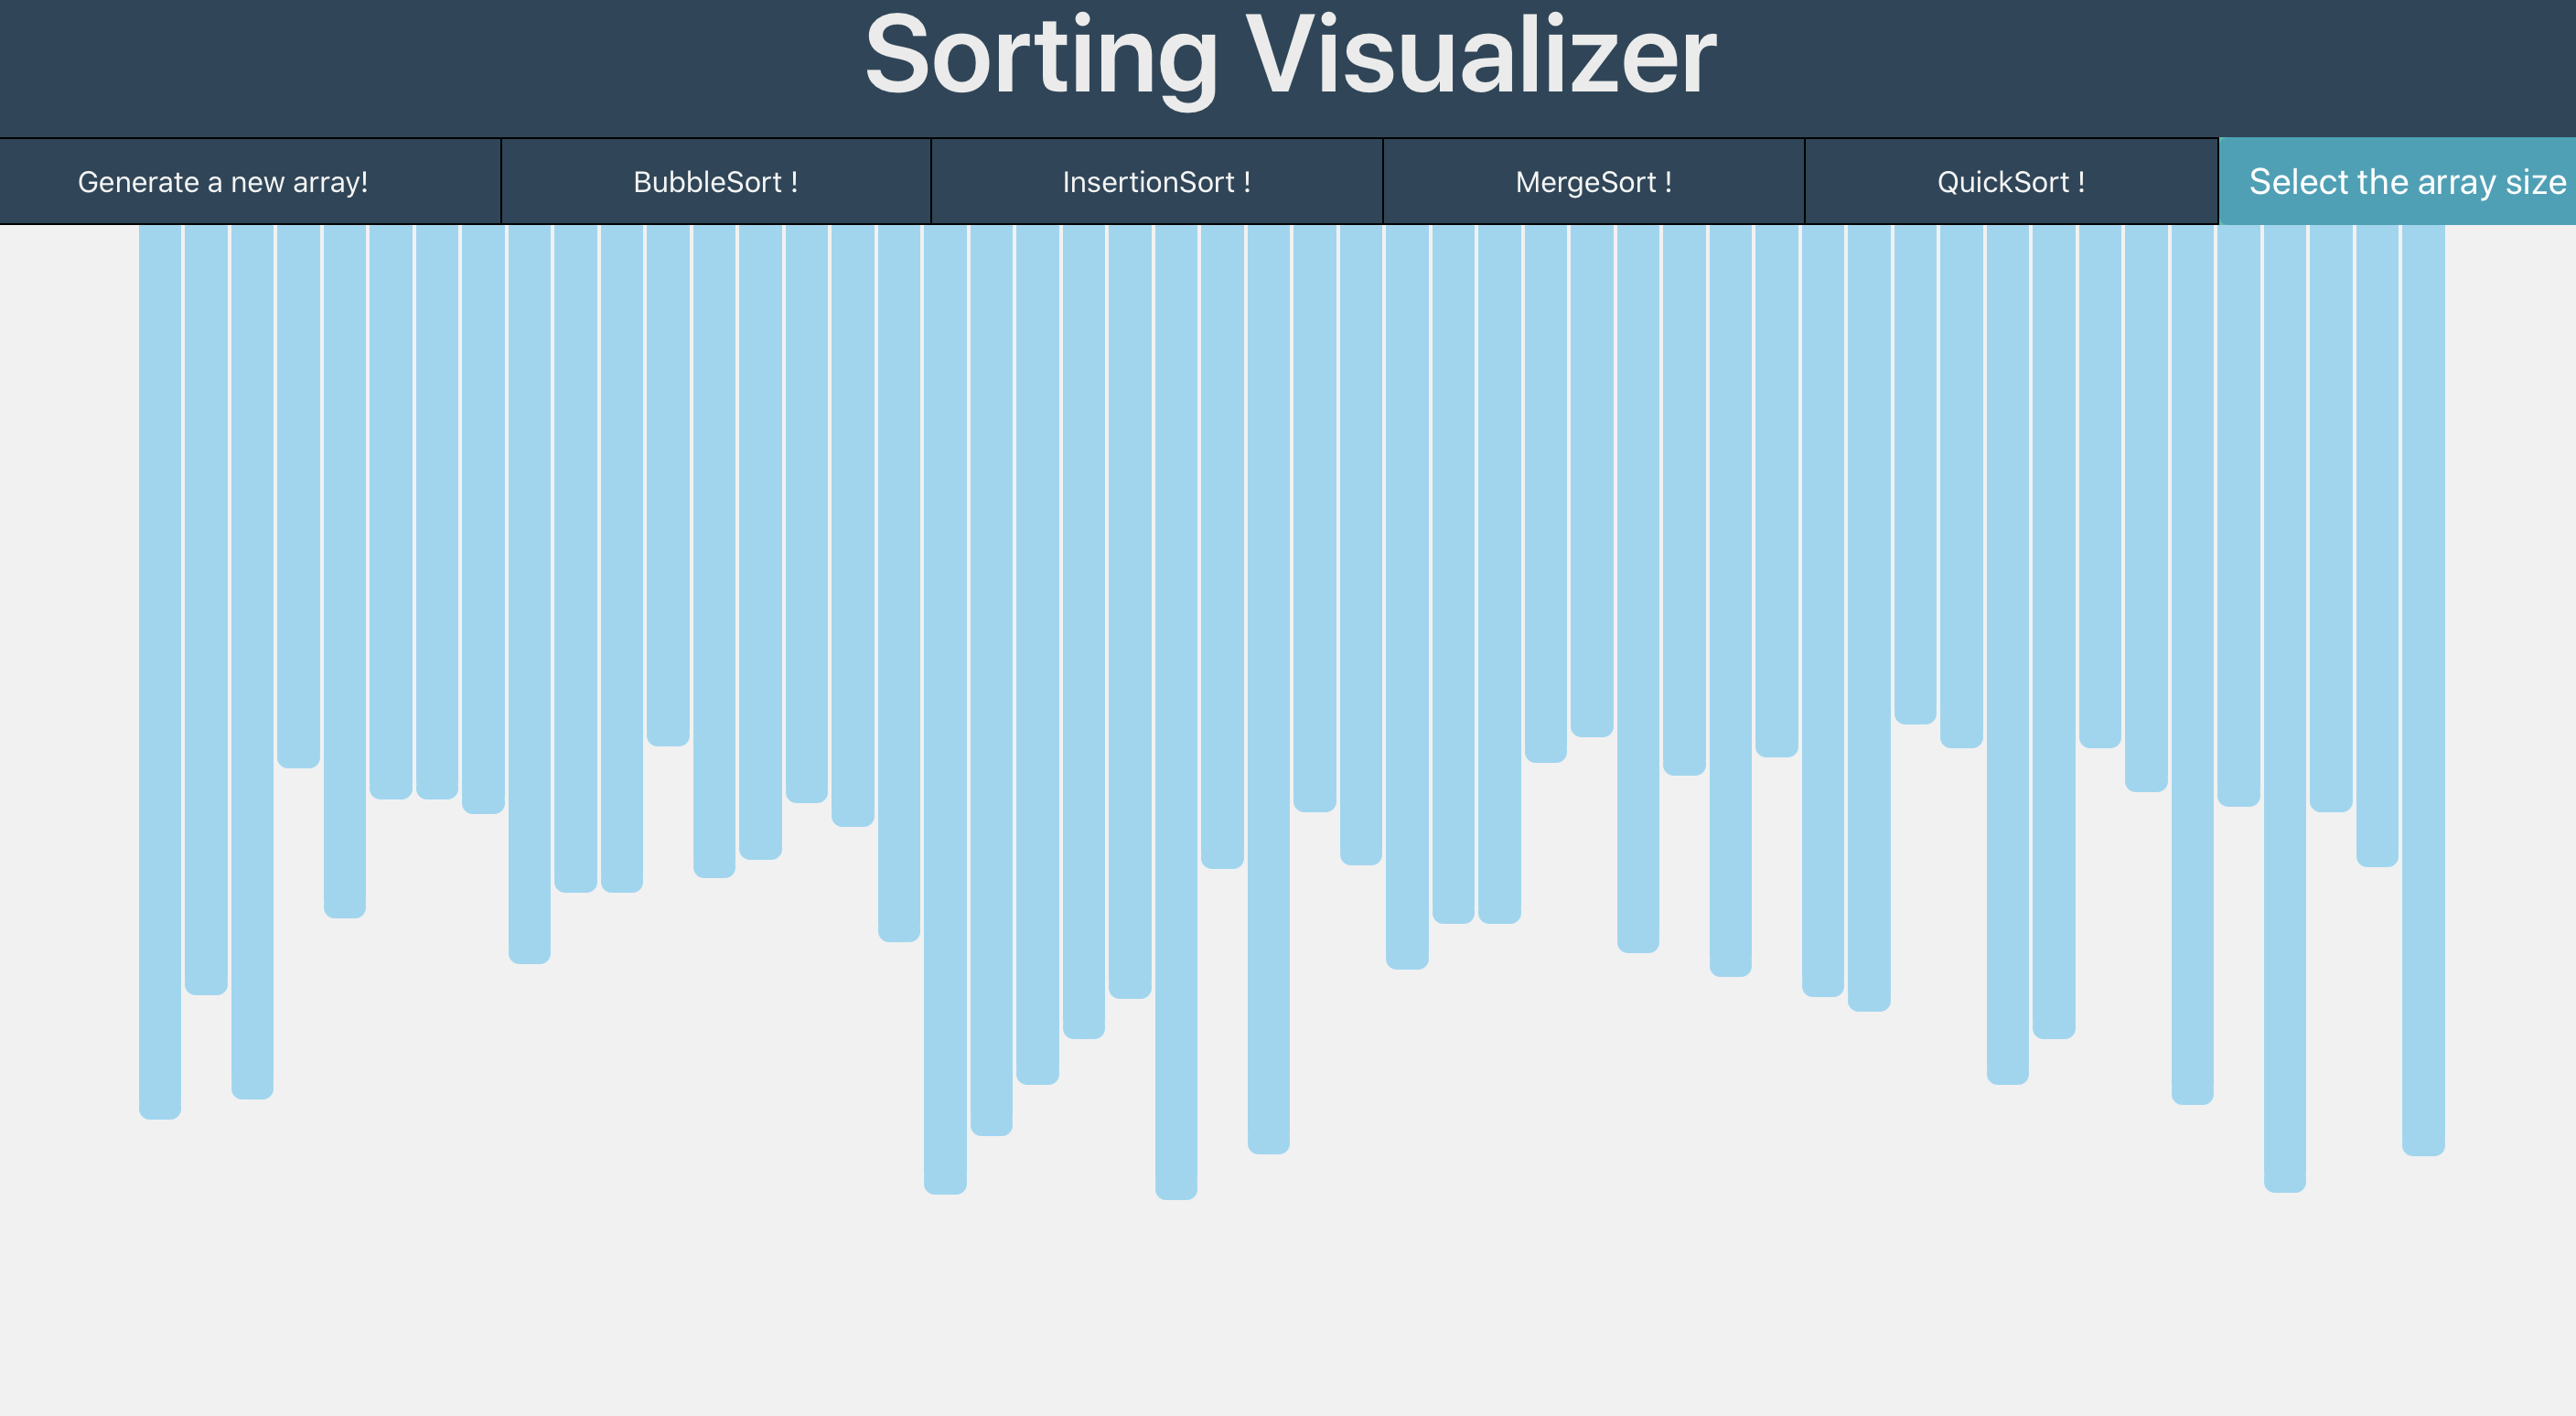 Sorting Visualizer
Generate a new array!
BubbleSort !
InsertionSort !
MergeSort !
QuickSort !
Select the array size